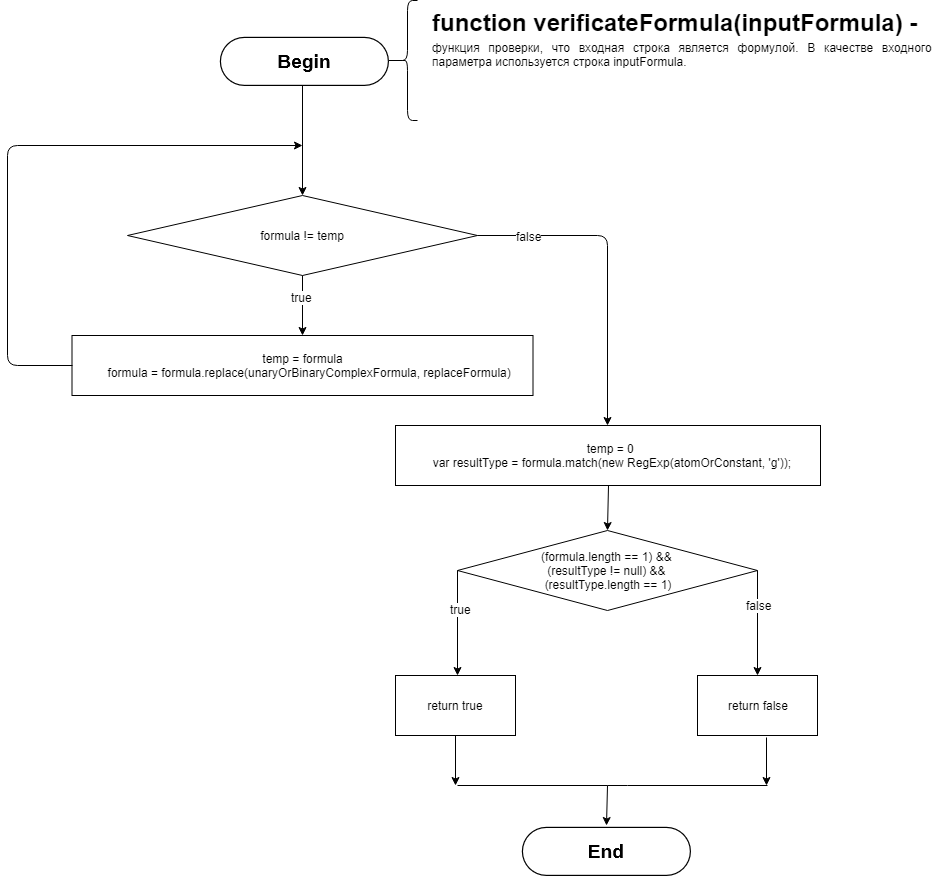 function verificateFormula(inputFormula) -
функция проверки, что входная строка является формулой. В качестве входного
параметра используется строка inputFormula.
Begin
formula != temp
false
true
temp = formula
formula = formula.replace(unaryOrBinaryComplexFormula, replaceFormula)
temp = 0
var resultType = formula.match(new RegExp(atomOrConstant, 'g'));
(formula.length == 1) &&
(resultType != null) &&
(resultType.length == 1)
true
false
return true
return false
End